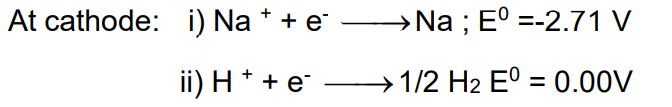 At cathode: i) Na⁺ + e⁻ ⟶ Na ; E⁰ =-2.71 V
ii) H⁺ + e⁻ ⟶ 1/2 H₂ E⁰ = 0.00V